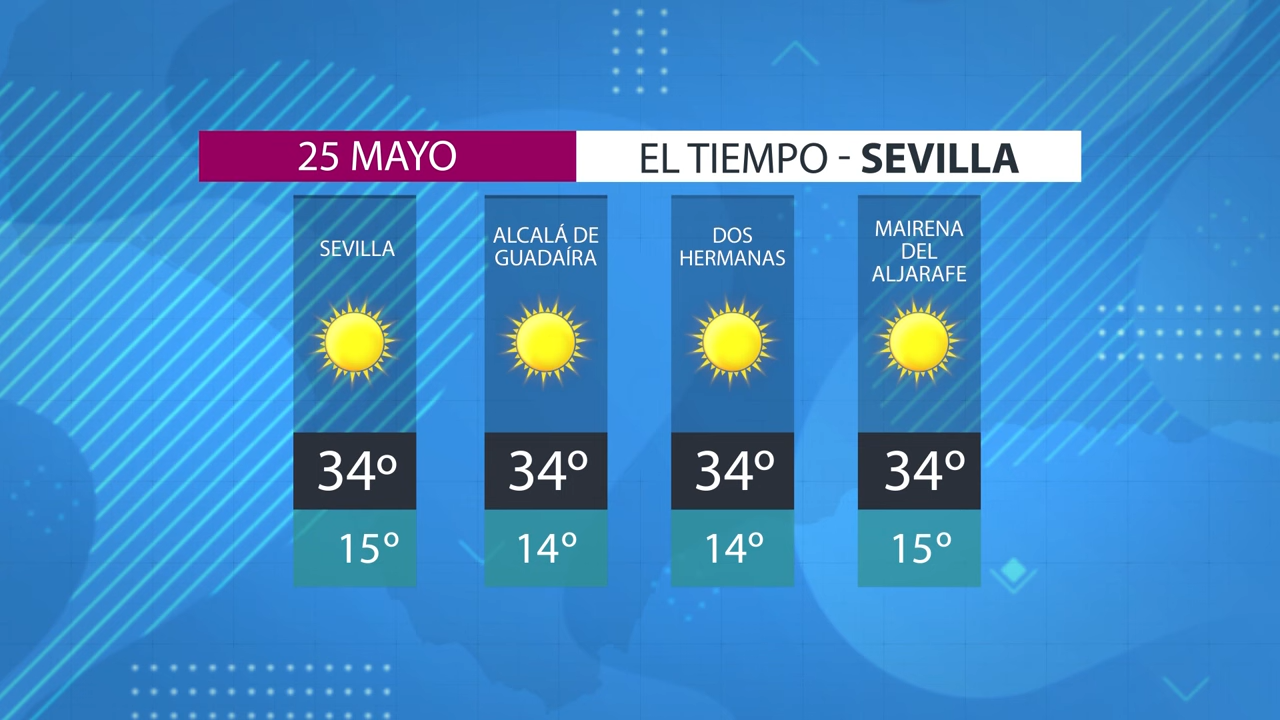 25 MAYO
EL TIEMPO - SEVILLA
SEVILLA
ALCALÁ DE
GUADAÍRA
DOS
HERMANAS
MAIRENA
DEL
ALJARAFE
34º
34º
34º
34º
15º
14º
14º
15º